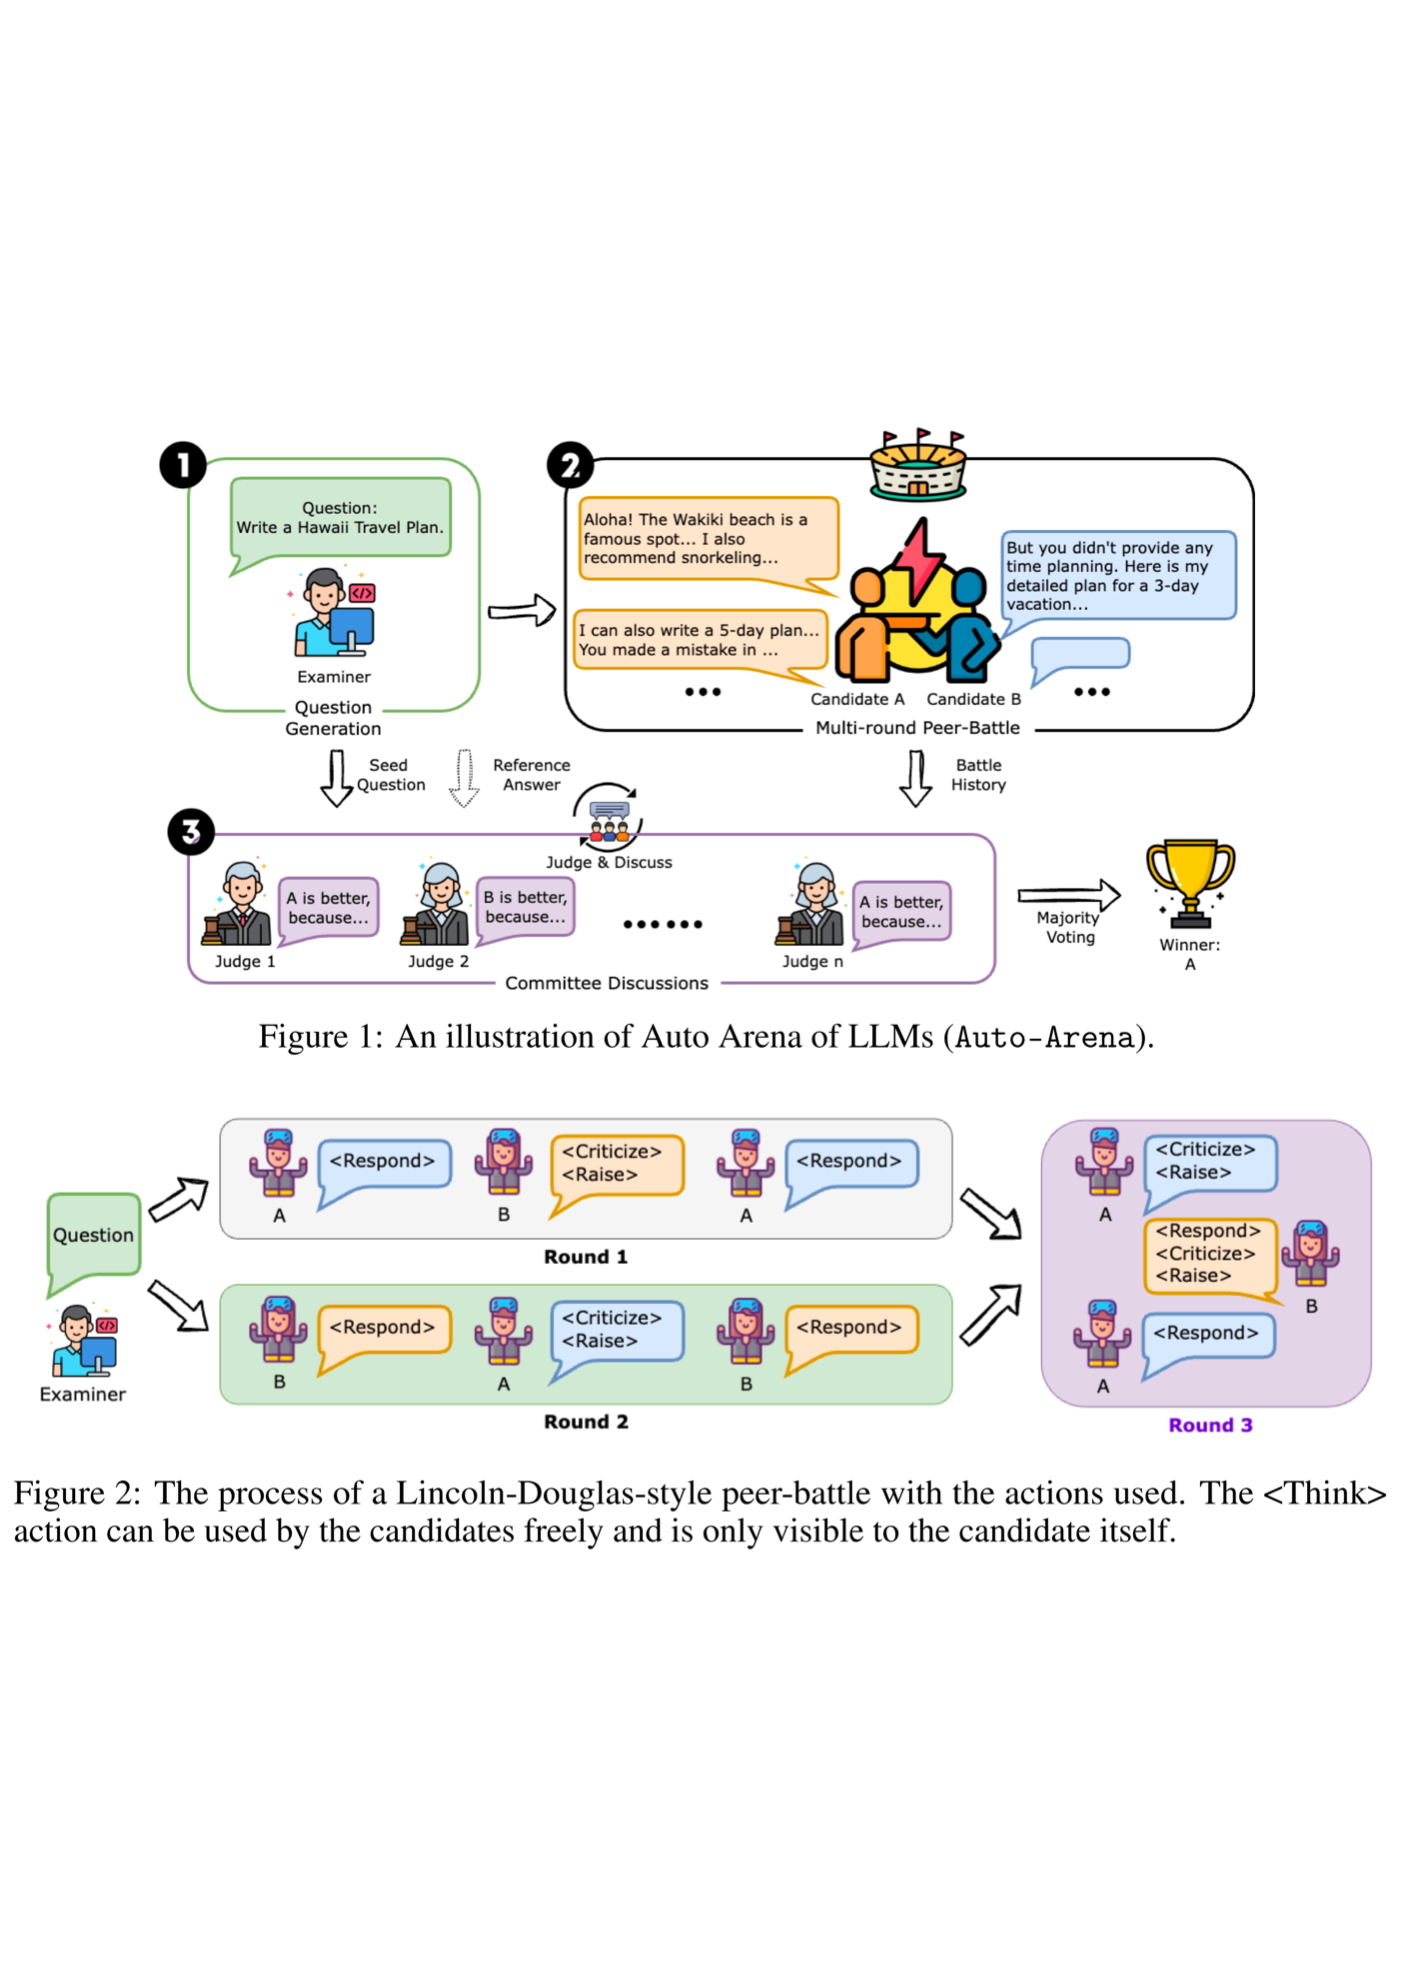 1
Question:
Write a Hawaii Travel Plan.
</>
Examiner
Question
Generation
2
Aloha! The Wakiki beach is a
famous spot... I also
recommend snorkeling...
But you didn't provide any
time planning. Here is my
detailed plan for a 3-day
vacation...
I can also write a 5-day plan...
You made a mistake in ...
Candidate A
Candidate B
Multi-round Peer-Battle
Seed
Question
Reference
Answer
Battle
History
3
Judge & Discuss
A is better,
because...
Judge 1
B is better,
because...
Judge 2
A is better,
because...
Judge n
Committee Discussions
Majority
Voting
Winner:
A
Figure 1: An illustration of Auto Arena of LLMs (Auto-Arena).
Question
</>
Examiner
<Respond>
A
<Criticize>
<Raise>
B
<Respond>
A
Round 1
<Respond>
B
<Criticize>
<Raise>
A
<Respond>
B
Round 2
<Criticize>
<Raise>
A
<Respond>
<Criticize>
<Raise>
B
<Respond>
A
Round 3
Figure 2: The process of a Lincoln-Douglas-style peer-battle with the actions used. The <Think>
action can be used by the candidates freely and is only visible to the candidate itself.